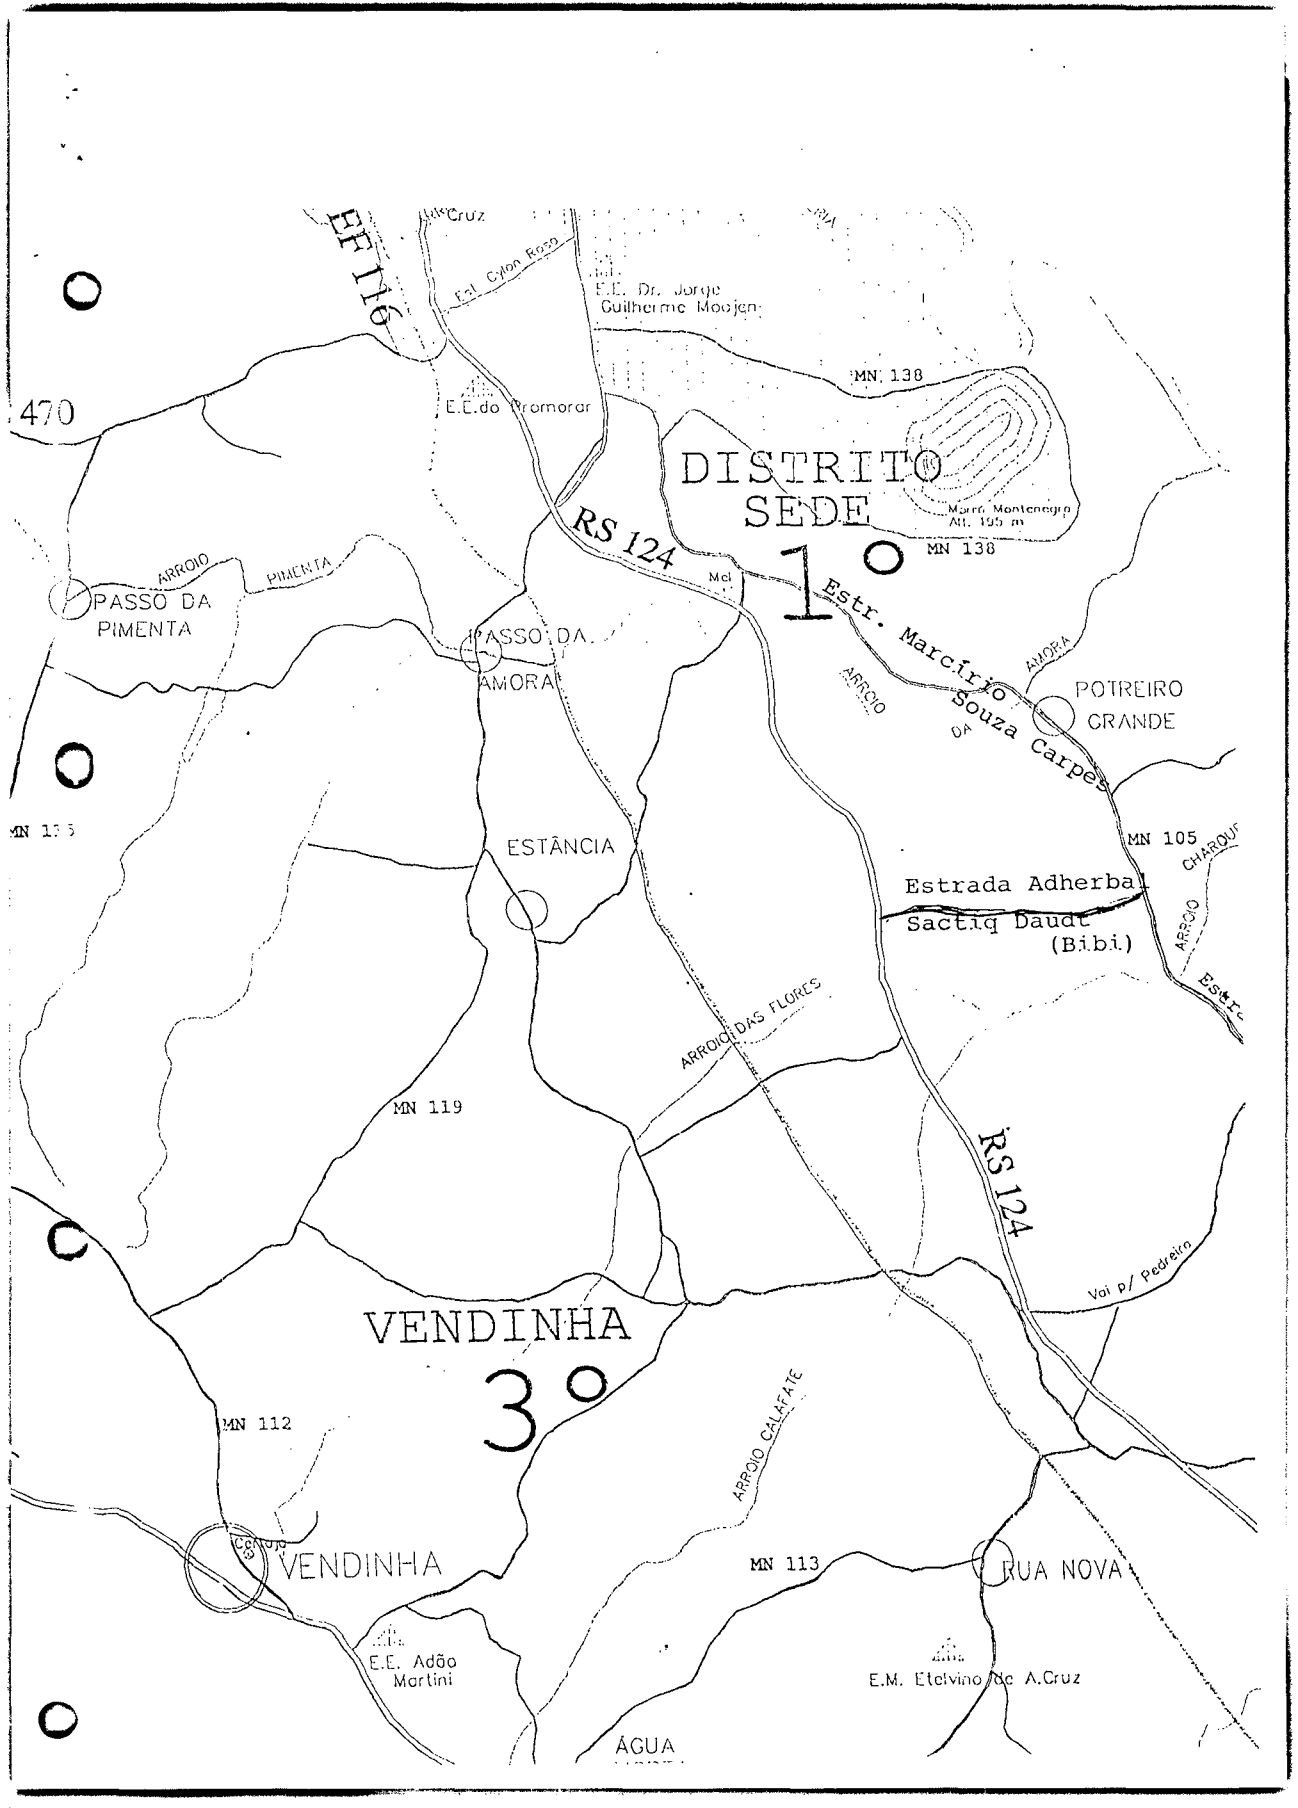 Cruz
EF 116
Est. Cylon Rosa
E.E. Dr. Jorge
Guilherme Moojen
MN 138
470
E.E.do Promorar
DISTRITO
SEDE
1º
Morro Montenegro
Alt. 195 m
MN 138
RS 124
ARROIO
PIMENTA
PASSO DA
PIMENTA
Estr. Marcírio
Souza Carpes
PASSO DA
AMORA
ARROIO
DA
AMORA
POTREIRO
GRANDE
MN 105
ESTÂNCIA
Estrada Adherbal
Sactiq Daudt
(Bibi)
ARROIO
ARROIO DAS FLORES
MN 119
RS 124
Vai p/ Pedreira
VENDINHA
3º
MN 112
ARROIO CALAFATE
VENDINHA
MN 113
RUA NOVA
E.E. Adão
Martini
E.M. Etelvino de A.Cruz
ÁGUA